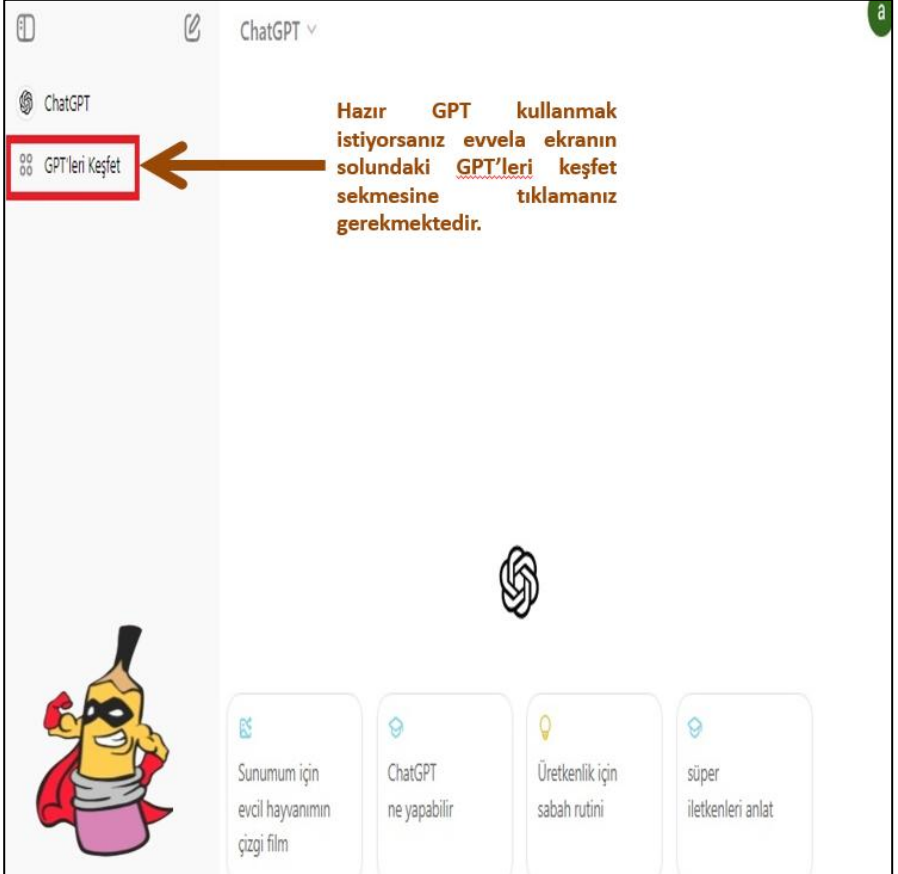 ChatGPT
a
ChatGPT
GPT'leri Keşfet
Hazır GPT kullanmak
istiyorsanız evvela ekranın
solundaki GPT'leri keşfet
sekmesine tıklamanız
gerekmektedir.
Sunumum için
evcil hayvanımın
çizgi film
ChatGPT
ne yapabilir
Üretkenlik için
sabah rutini
süper
iletkenleri anlat